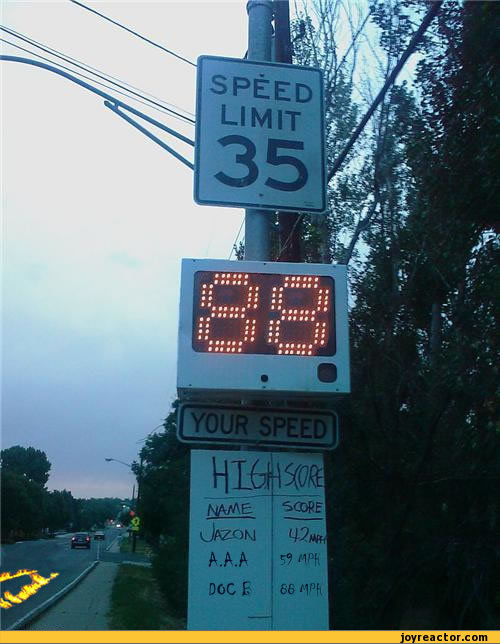 SPEED
LIMIT
35
88
YOUR SPEED
HIGH SCORE
NAME SCORE
JAZON 42 MPH
A.A.A 59 MPH
DOC B 88 MPH
joyreactor.com